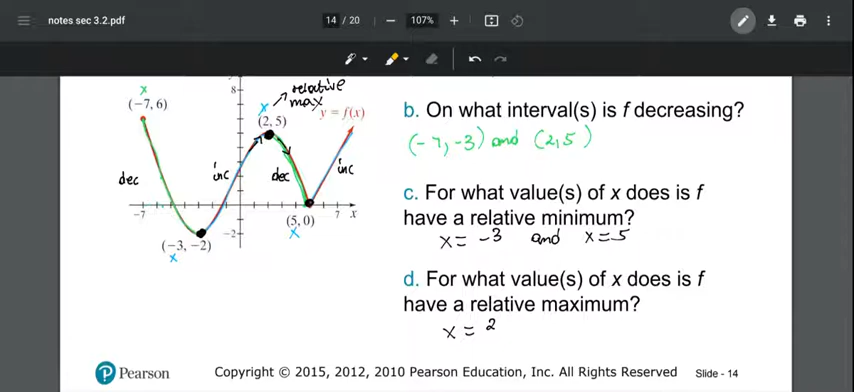 notes sec 3.2.pdf
14 / 20
107%
8
relative
max
x
(−7, 6)
x
(2, 5)
y = f(x)
dec
inc
dec
inc
−7
7
x
(5, 0)
x
−2
(−3, −2)
x
b. On what interval(s) is f decreasing?
(-7, -3) and (2,5)
c. For what value(s) of x does is f
have a relative minimum?
x = -3 and x = 5
d. For what value(s) of x does is f
have a relative maximum?
x = 2
P Pearson
Copyright © 2015, 2012, 2010 Pearson Education, Inc. All Rights Reserved
Slide - 14